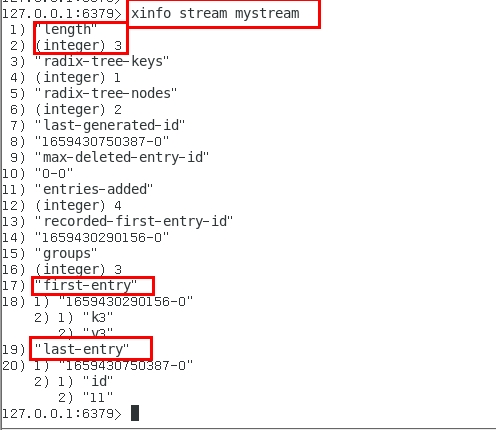 127.0.0.1:6379> xinfo stream mystream
1) "length"
2) (integer) 3
3) "radix-tree-keys"
4) (integer) 1
5) "radix-tree-nodes"
6) (integer) 2
7) "last-generated-id"
8) "1659430750387-0"
9) "max-deleted-entry-id"
10) "0-0"
11) "entries-added"
12) (integer) 4
13) "recorded-first-entry-id"
14) "1659430290156-0"
15) "groups"
16) (integer) 3
17) "first-entry"
18) 1) "1659430290156-0"
2) 1) "k3"
2) "v3"
19) "last-entry"
20) 1) "1659430750387-0"
2) 1) "id"
2) "11"
127.0.0.1:6379>